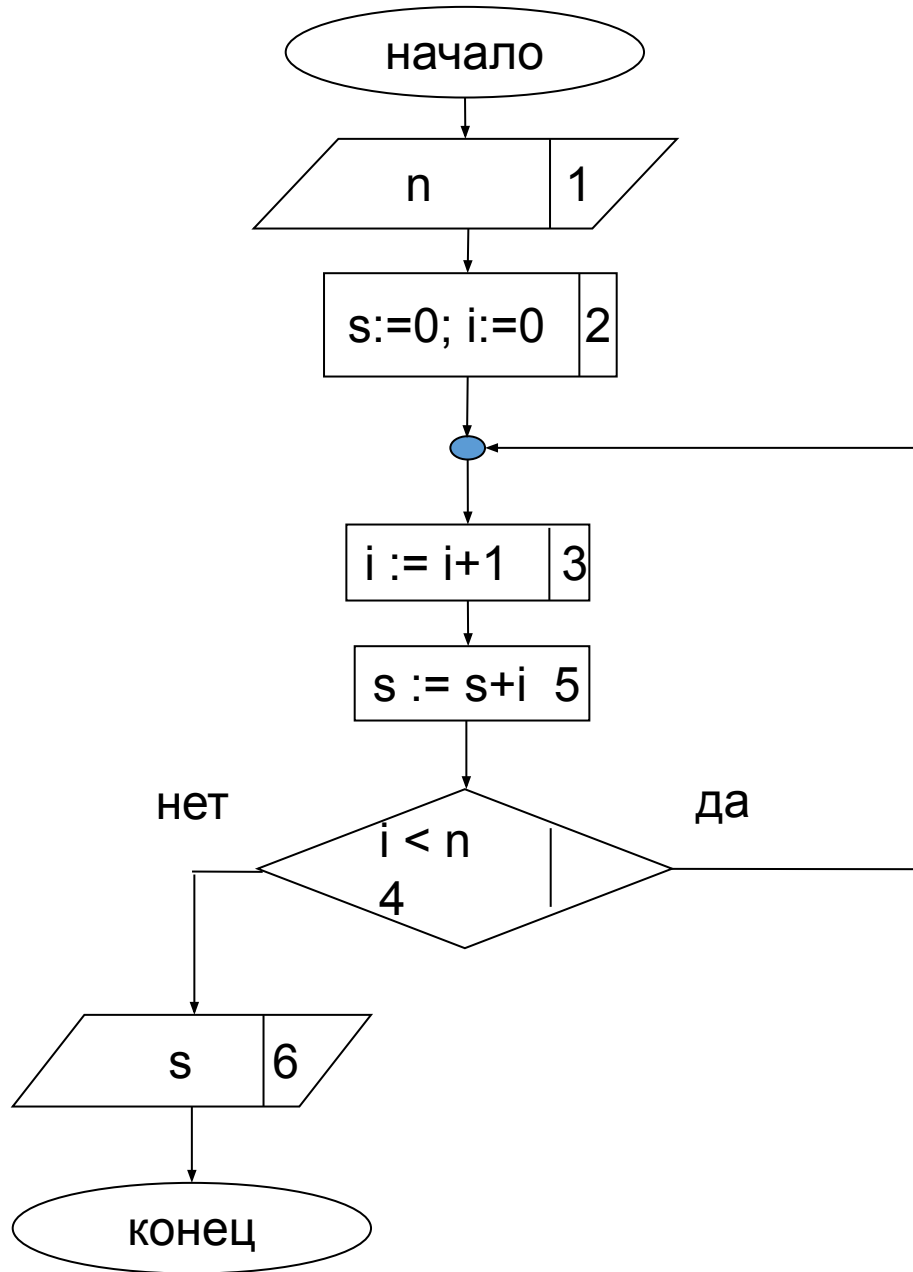 начало
n 1
s:=0; i:=0 2
i := i+1 3
s := s+i 5
нет
да
i < n
4
s 6
конец